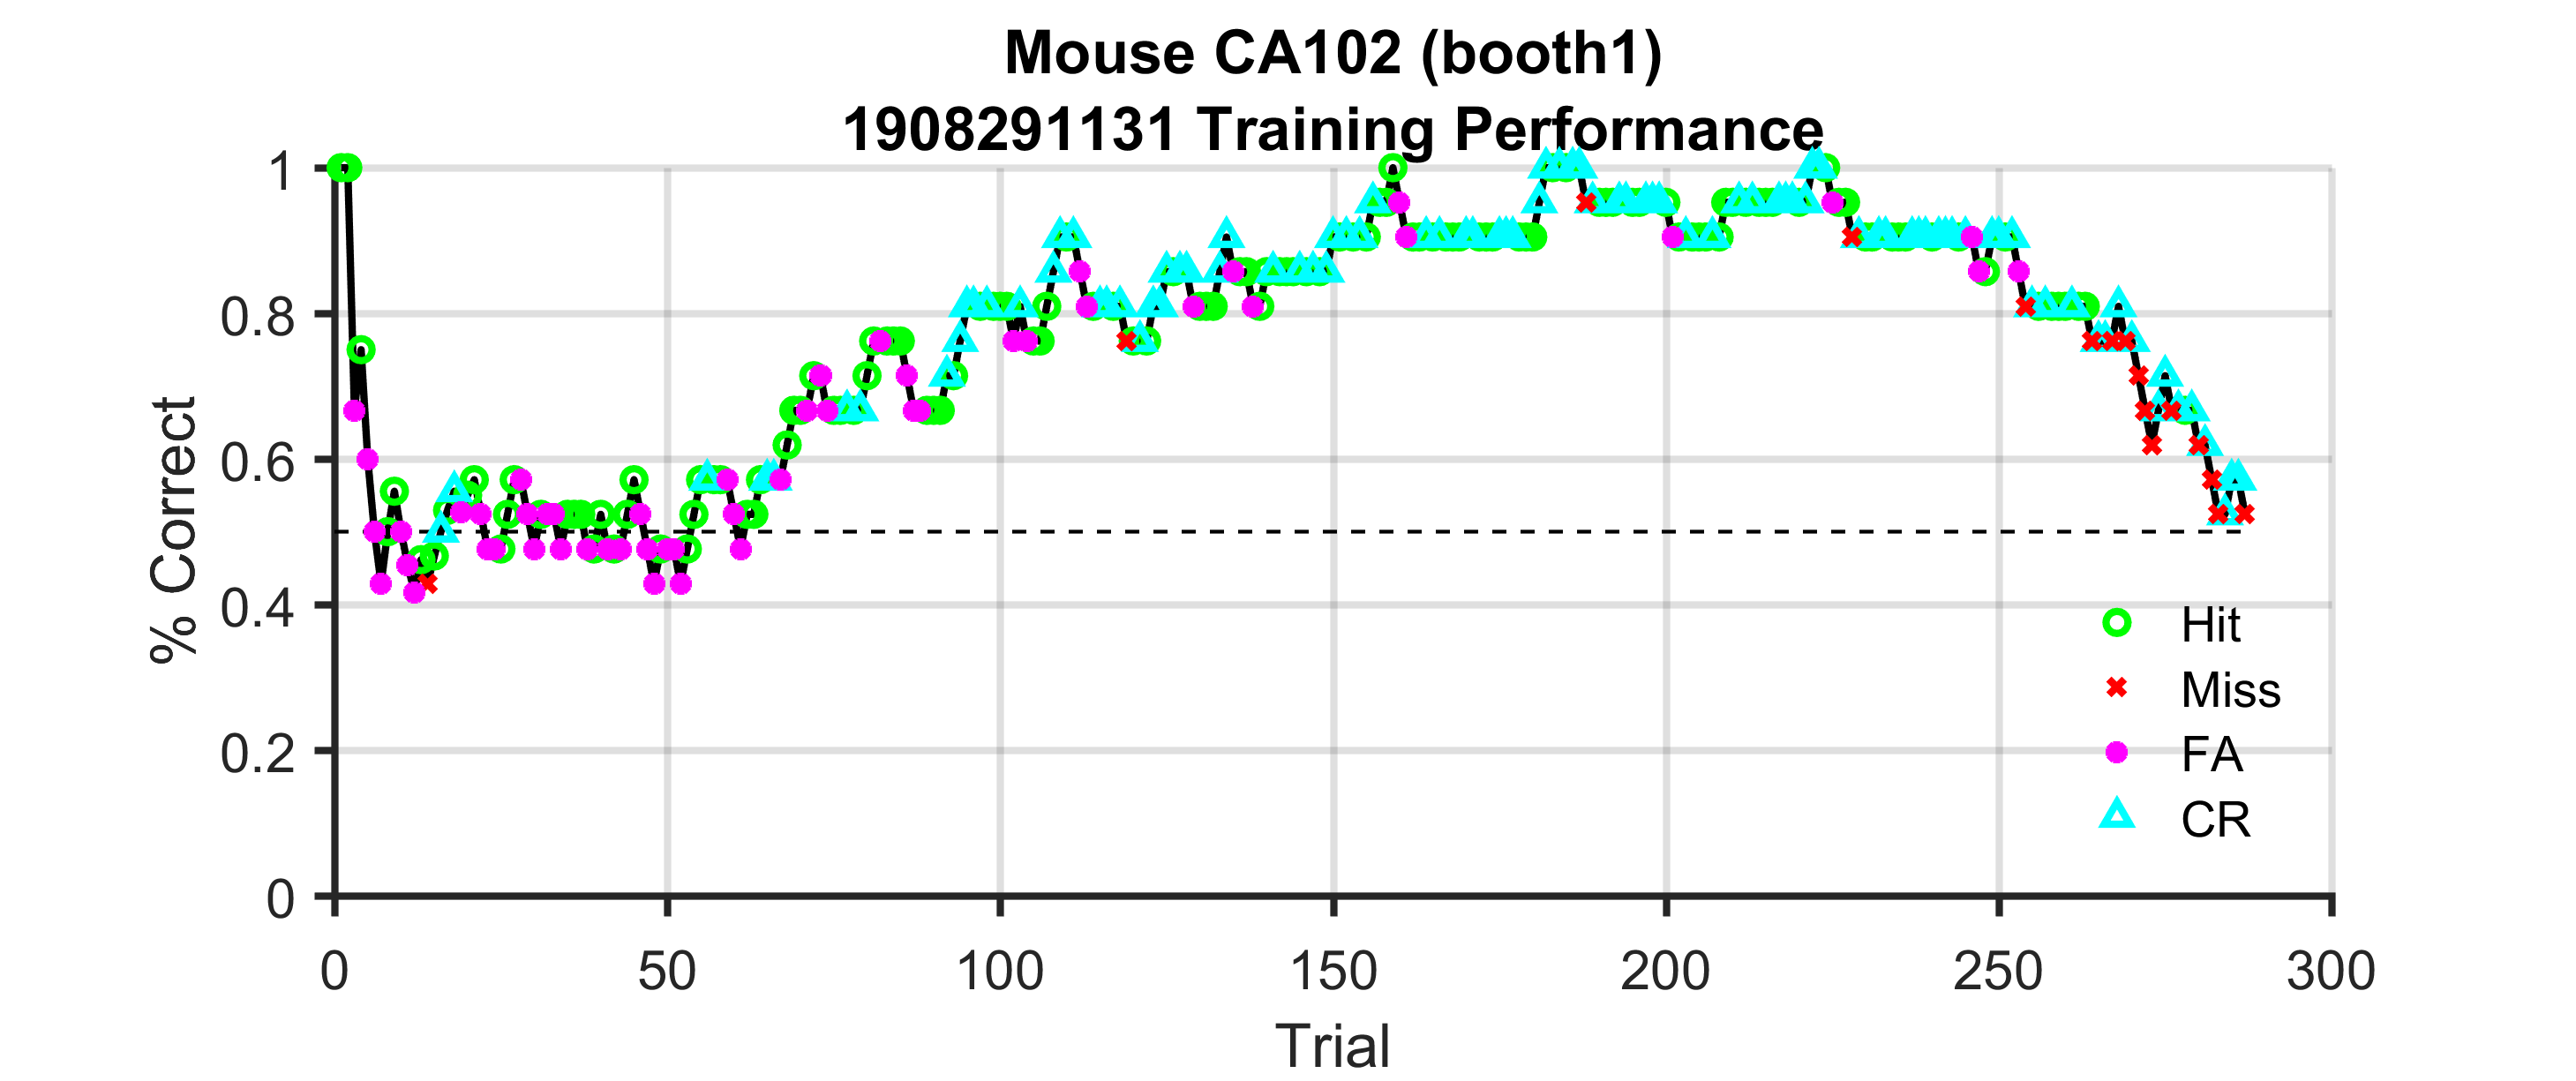 Mouse CA102 (booth1)
1908291131 Training Performance
% Correct
1
0.8
0.6
0.4
0.2
0
Hit
Miss
FA
CR
0 50 100 150 200 250 300
Trial